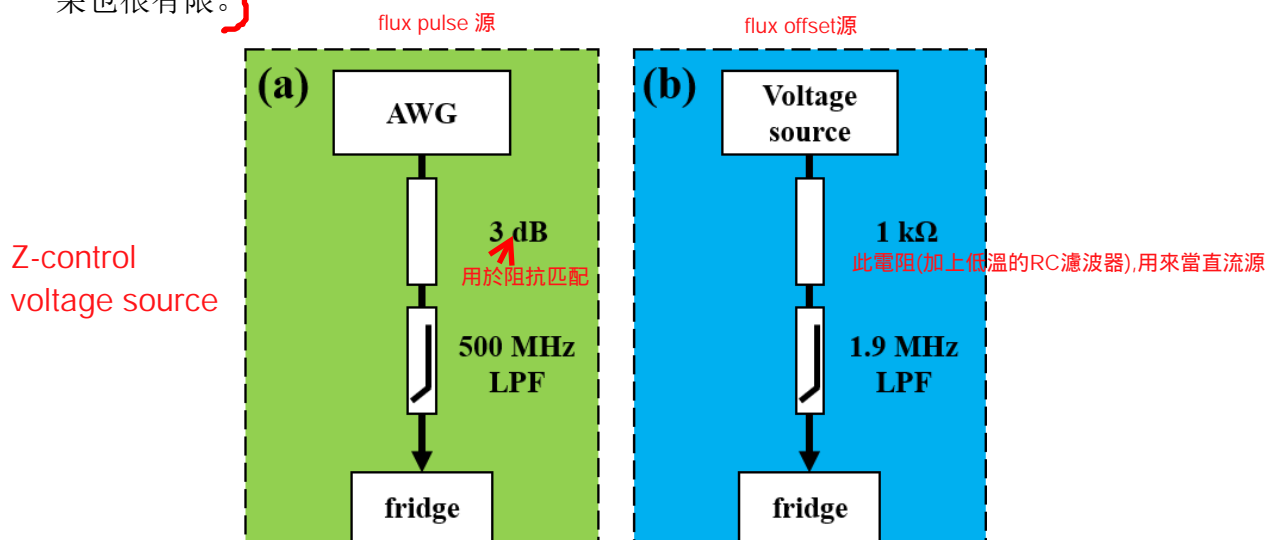 果也很有限。
flux pulse 源
flux offset源
(a)
AWG
3 dB
用於阻抗匹配
500 MHz
LPF
fridge
(b)
Voltage
source
1 kΩ
此電阻(加上低溫的RC濾波器),用來當直流源
1.9 MHz
LPF
fridge
Z-control
voltage source